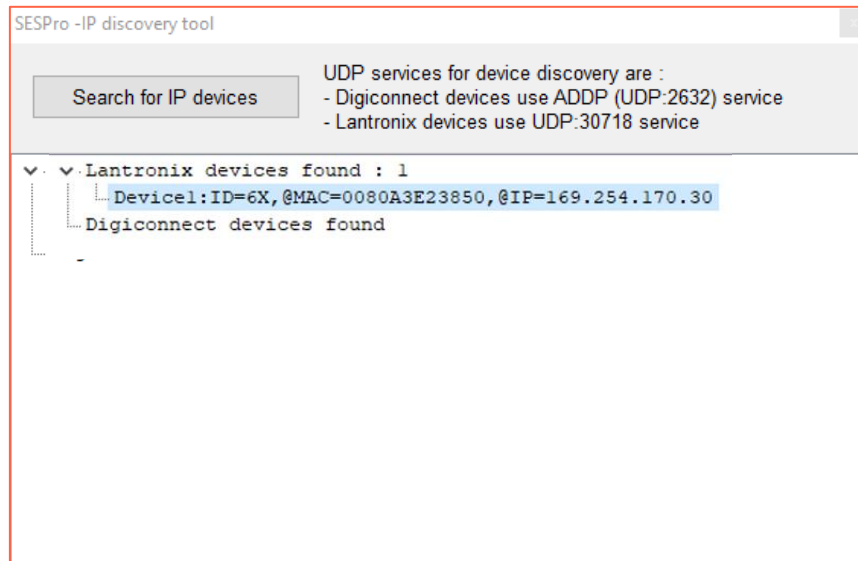 SESPro -IP discovery tool
Search for IP devices
UDP services for device discovery are :
- Digiconnect devices use ADDP (UDP:2632) service
- Lantronix devices use UDP:30718 service
Lantronix devices found : 1
Device1:ID=6X,@MAC=0080A3E23850,@IP=169.254.170.30
Digiconnect devices found